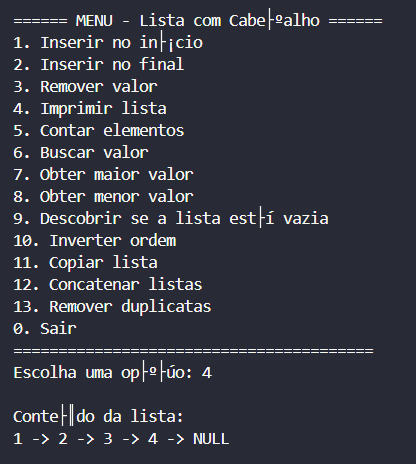 ====== MENU - Lista com Cabe├ºalho ======
1. Inserir no in├¡cio
2. Inserir no final
3. Remover valor
4. Imprimir lista
5. Contar elementos
6. Buscar valor
7. Obter maior valor
8. Obter menor valor
9. Descobrir se a lista est├í vazia
10. Inverter ordem
11. Copiar lista
12. Concatenar listas
13. Remover duplicatas
0. Sair
========================================
Escolha uma op├º├úo: 4
Conte├║do da lista:
1 -> 2 -> 3 -> 4 -> NULL